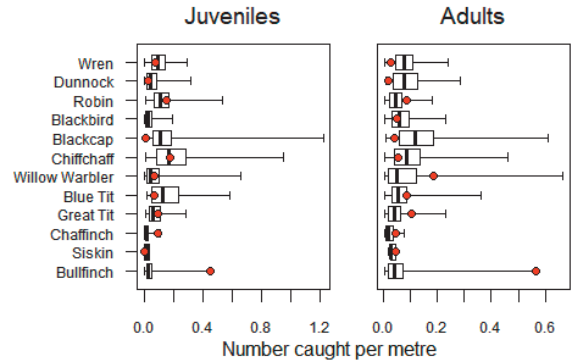 Juveniles Adults
Wren
Dunnock
Robin
Blackbird
Blackcap
Chiffchaff
Willow Warbler
Blue Tit
Great Tit
Chaffinch
Siskin
Bullfinch
0.0 0.4 0.8 1.2 0.0 0.2 0.4 0.6
Number caught per metre